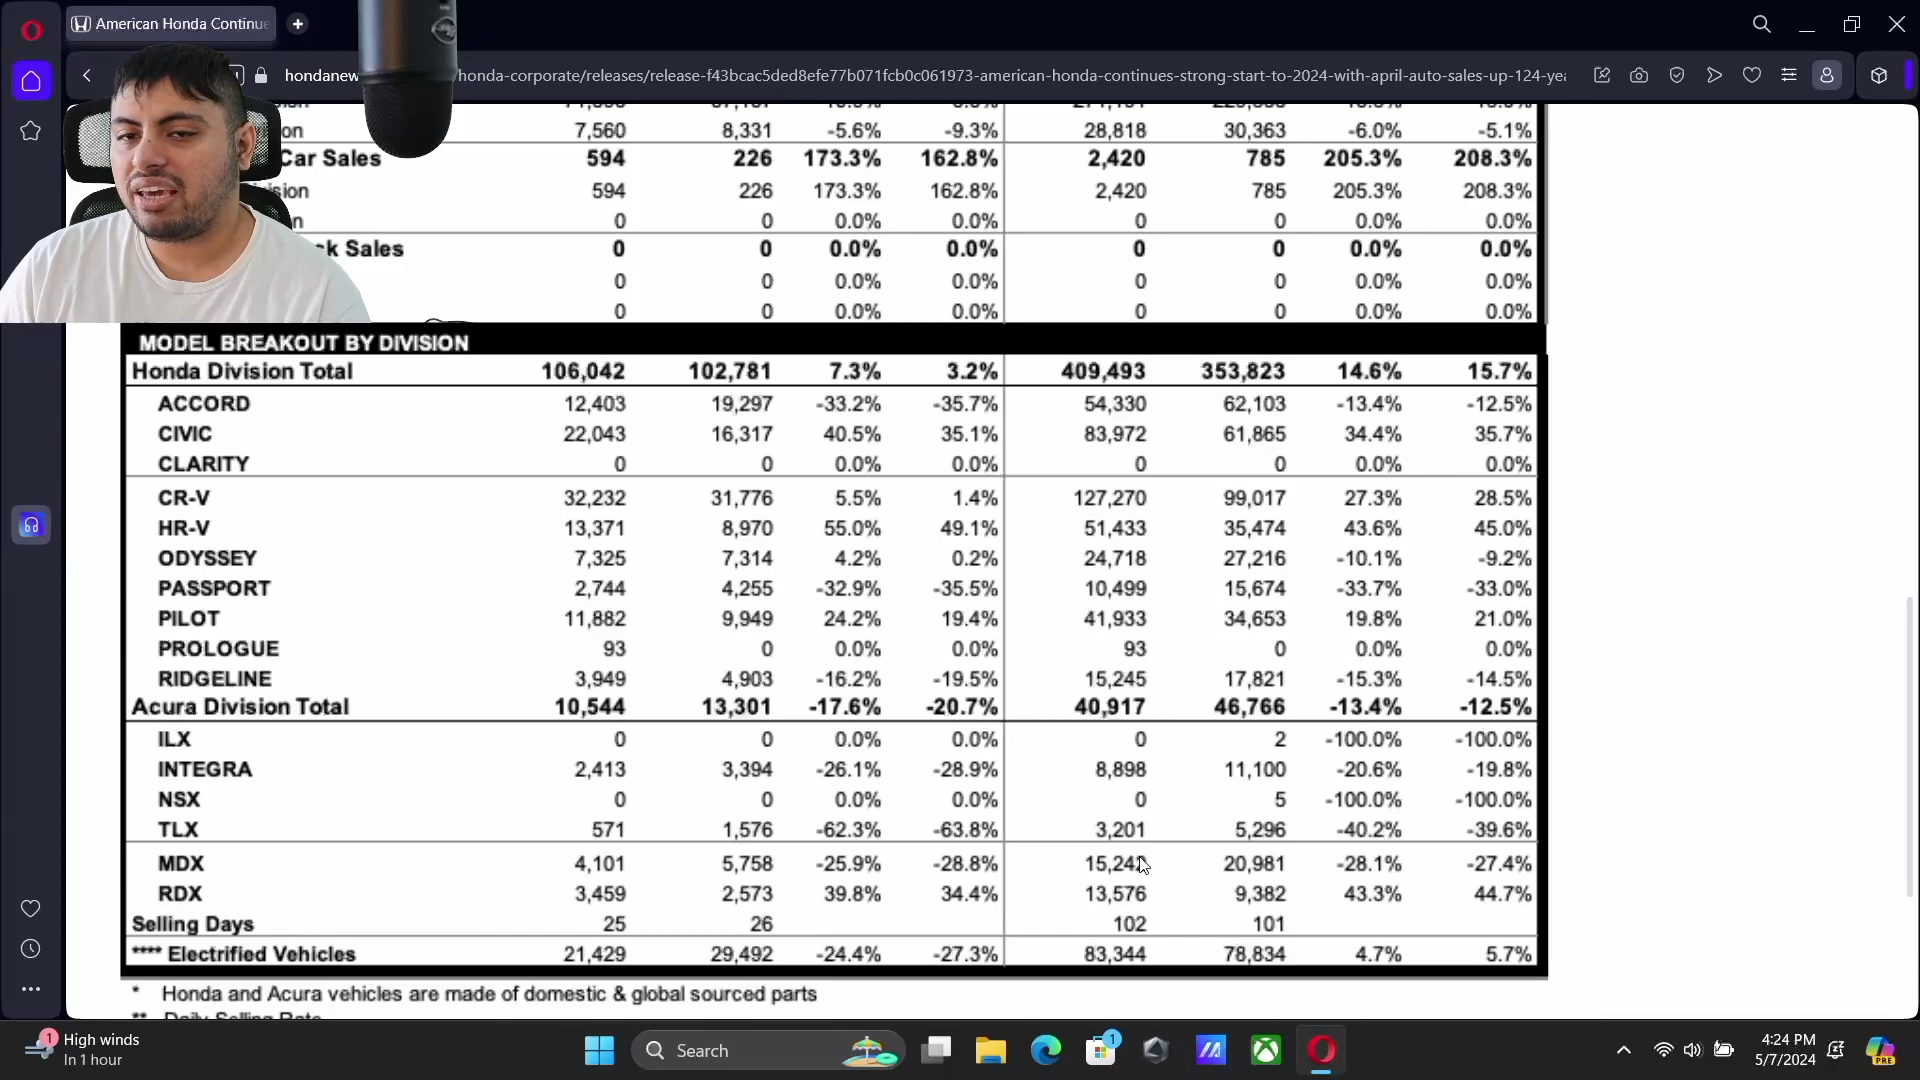 American Honda Continue
hondanew honda-corporate/releases/release-f43bcac5ded8efe77b071fcb0c061973-american-honda-continues-strong-start-to-2024-with-april-auto-sales-up-124-yea
on 7,560 8,331 -5.6% -9.3% 28,818 30,363 -6.0% -5.1%
Car Sales 594 226 173.3% 162.8% 2,420 785 205.3% 208.3%
ision 594 226 173.3% 162.8% 2,420 785 205.3% 208.3%
n 0 0 0.0% 0.0% 0 0 0.0% 0.0%
k Sales 0 0 0.0% 0.0% 0 0 0.0% 0.0%
0 0 0.0% 0.0% 0 0 0.0% 0.0%
0 0 0.0% 0.0% 0 0 0.0% 0.0%
MODEL BREAKOUT BY DIVISION
Honda Division Total 106,042 102,781 7.3% 3.2% 409,493 353,823 14.6% 15.7%
ACCORD 12,403 19,297 -33.2% -35.7% 54,330 62,103 -13.4% -12.5%
CIVIC 22,043 16,317 40.5% 35.1% 83,972 61,865 34.4% 35.7%
CLARITY 0 0 0.0% 0.0% 0 0 0.0% 0.0%
CR-V 32,232 31,776 5.5% 1.4% 127,270 99,017 27.3% 28.5%
HR-V 13,371 8,970 55.0% 49.1% 51,433 35,474 43.6% 45.0%
ODYSSEY 7,325 7,314 4.2% 0.2% 24,718 27,216 -10.1% -9.2%
PASSPORT 2,744 4,255 -32.9% -35.5% 10,499 15,674 -33.7% -33.0%
PILOT 11,882 9,949 24.2% 19.4% 41,933 34,653 19.8% 21.0%
PROLOGUE 93 0 0.0% 0.0% 93 0 0.0% 0.0%
RIDGELINE 3,949 4,903 -16.2% -19.5% 15,245 17,821 -15.3% -14.5%
Acura Division Total 10,544 13,301 -17.6% -20.7% 40,917 46,766 -13.4% -12.5%
ILX 0 0 0.0% 0.0% 0 2 -100.0% -100.0%
INTEGRA 2,413 3,394 -26.1% -28.9% 8,898 11,100 -20.6% -19.8%
NSX 0 0 0.0% 0.0% 0 5 -100.0% -100.0%
TLX 571 1,576 -62.3% -63.8% 3,201 5,296 -40.2% -39.6%
MDX 4,101 5,758 -25.9% -28.8% 20,981 -28.1% -27.4%
RDX 3,459 2,573 39.8% 34.4% 13,576 9,382 43.3% 44.7%
Selling Days 25 26 102 101
**** Electrified Vehicles 21,429 29,492 -24.4% -27.3% 83,344 78,834 4.7% 5.7%
* Honda and Acura vehicles are made of domestic & global sourced parts
** Daily Selling Rate
1
High winds
In 1 hour
Search
1
4:24 PM
5/7/2024
PRE